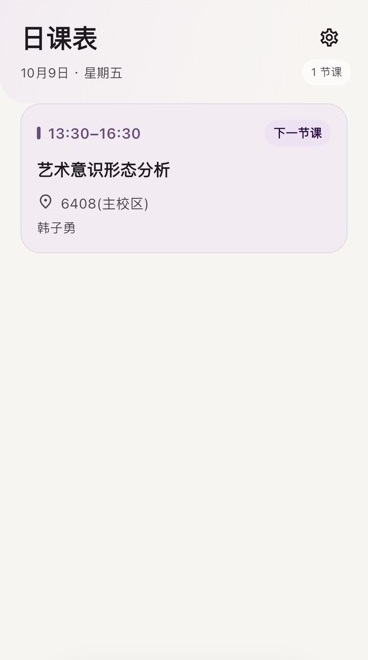 日课表
10月9日 · 星期五
1 节课
13:30–16:30
下一节课
艺术意识形态分析
6408(主校区)
韩子勇